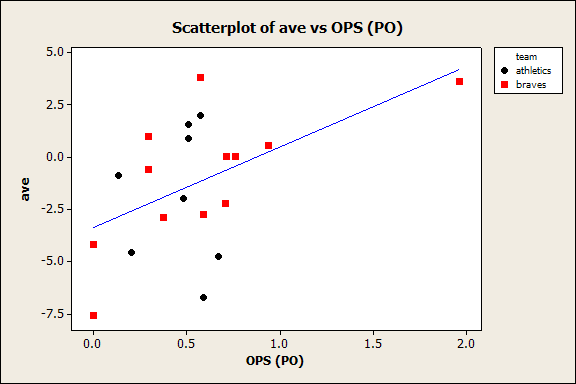 Scatterplot of ave vs OPS (PO)
team
athletics
braves
5.0
2.5
0.0
-2.5
-5.0
-7.5
ave
0.0 0.5 1.0 1.5 2.0
OPS (PO)